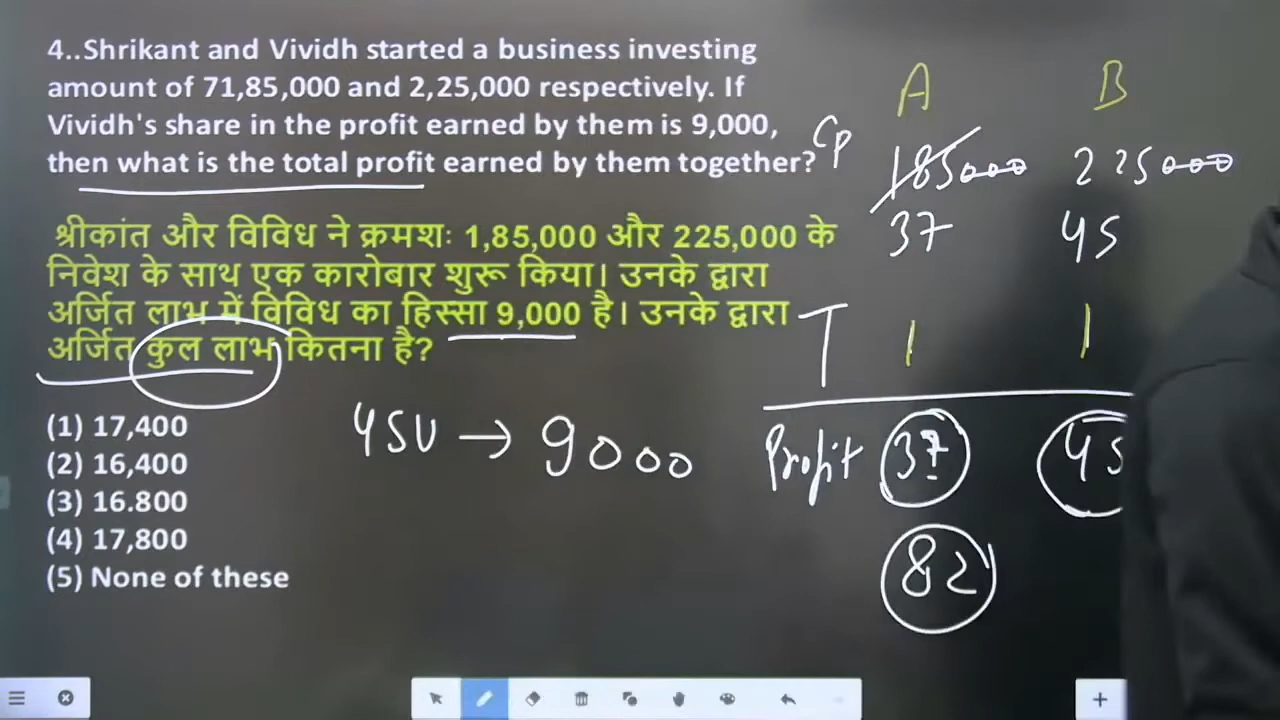 4..Shrikant and Vividh started a business investing
amount of 71,85,000 and 2,25,000 respectively. If
Vividh's share in the profit earned by them is 9,000,
then what is the total profit earned by them together?
श्रीकांत और विविध ने क्रमशः 1,85,000 और 225,000 के
निवेश के साथ एक कारोबार शुरू किया। उनके द्वारा
अर्जित लाभ में विविध का हिस्सा 9,000 है। उनके द्वारा
अर्जित कुल लाभ कितना है?
(1) 17,400
(2) 16,400
(3) 16.800
(4) 17,800
(5) None of these
45U → 9000
A B
Cp 185000 225000
37 45
T 1 1
Profit 37 45
82